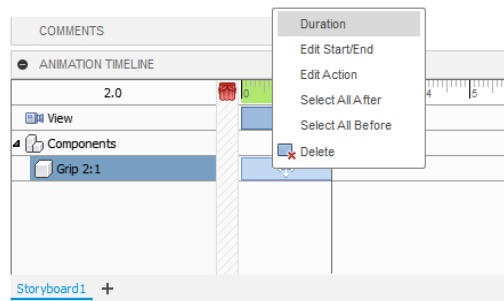 COMMENTS
ANIMATION TIMELINE
2.0
0
4
5
View
Components
Grip 2:1
Duration
Edit Start/End
Edit Action
Select All After
Select All Before
Delete
Storyboard1 +